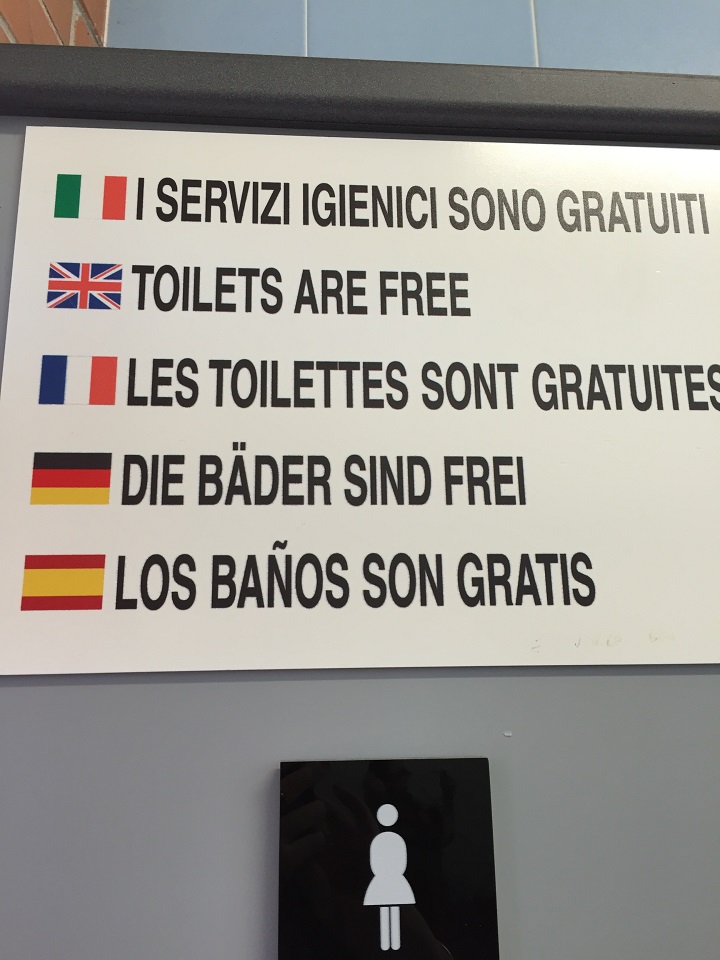 I SERVIZI IGIENICI SONO GRATUITI
TOILETS ARE FREE
LES TOILETTES SONT GRATUITES
DIE BÄDER SIND FREI
LOS BAÑOS SON GRATIS